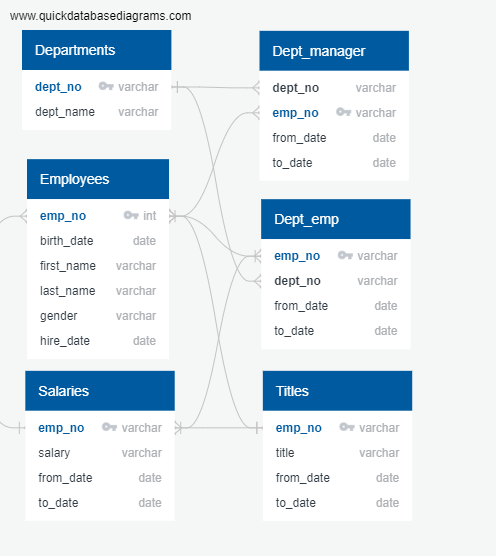 www.quickdatabasediagrams.com
Departments
dept_no varchar
dept_name varchar
Employees
emp_no int
birth_date date
first_name varchar
last_name varchar
gender varchar
hire_date date
Salaries
emp_no varchar
salary varchar
from_date date
to_date date
Dept_manager
dept_no varchar
emp_no varchar
from_date date
to_date date
Dept_emp
emp_no varchar
dept_no varchar
from_date date
to_date date
Titles
emp_no varchar
title varchar
from_date date
to_date date